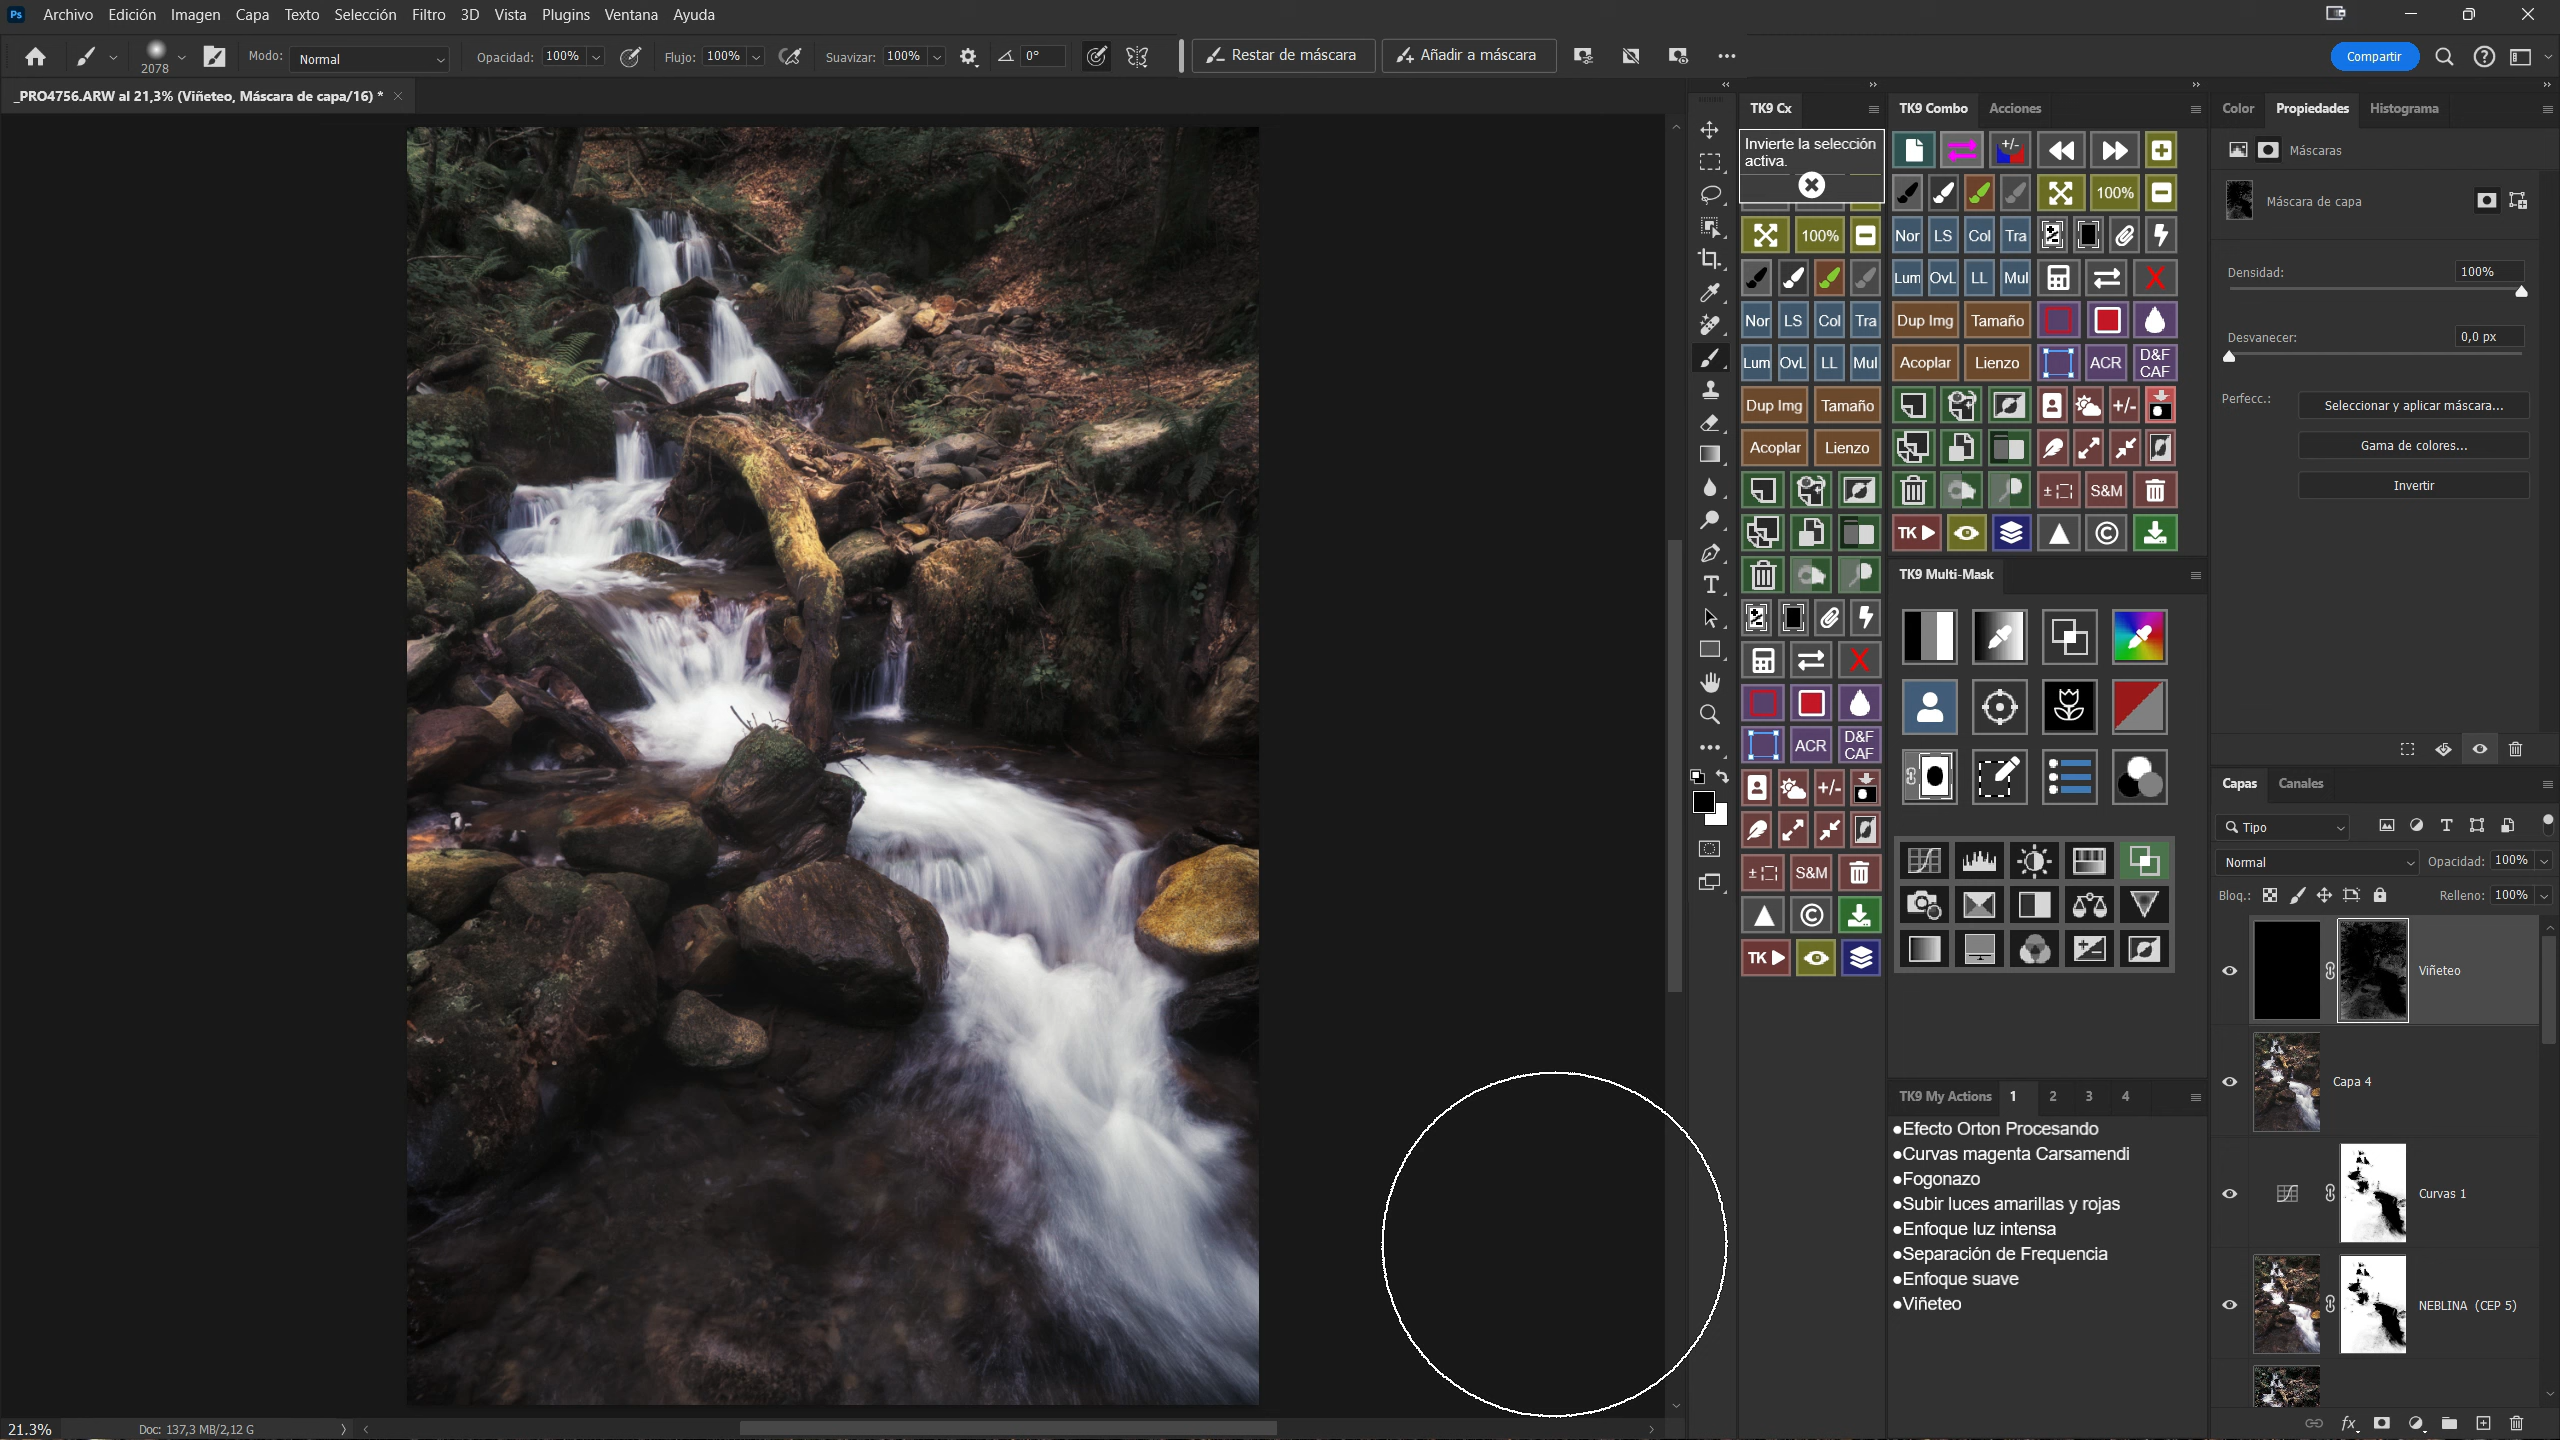 Ps Archivo Edición Imagen Capa Texto Selección Filtro 3D Vista Plugins Ventana Ayuda
2078 Modo: Normal Opacidad: 100% Flujo: 100% Suavizar: 100% 0° Restar de máscara Añadir a máscara Compartir
_PRO4756.ARW al 21,3% (Viñeteo, Máscara de capa/16) *
TK9 Cx
Invierte la selección
activa.
100%
Nor LS Col Tra
Lum OvL LL Mul
Dup Img Tamaño
Acoplar Lienzo
ACR D&F CAF
+/-
± S&M
©
TK
TK9 Combo Acciones
+/-
100%
Nor LS Col Tra
Lum OvL LL Mul
Dup Img Tamaño
Acoplar Lienzo ACR D&F CAF
+/-
± S&M
TK ©
TK9 Multi-Mask
TK9 My Actions 1 2 3 4
●Efecto Orton Procesando
●Curvas magenta Carsamendi
●Fogonazo
●Subir luces amarillas y rojas
●Enfoque luz intensa
●Separación de Frequencia
●Enfoque suave
●Viñeteo
Color Propiedades Histograma
Máscaras
Máscara de capa
Densidad: 100%
Desvanecer: 0,0 px
Perfecc.: Seleccionar y aplicar máscara...
Gama de colores...
Invertir
Capas Canales
Tipo
Normal Opacidad: 100%
Bloq.: Relleno: 100%
Viñeteo
Capa 4
Curvas 1
NEBLINA (CEP 5)
fx
21.3% Doc: 137,3 MB/2,12 G